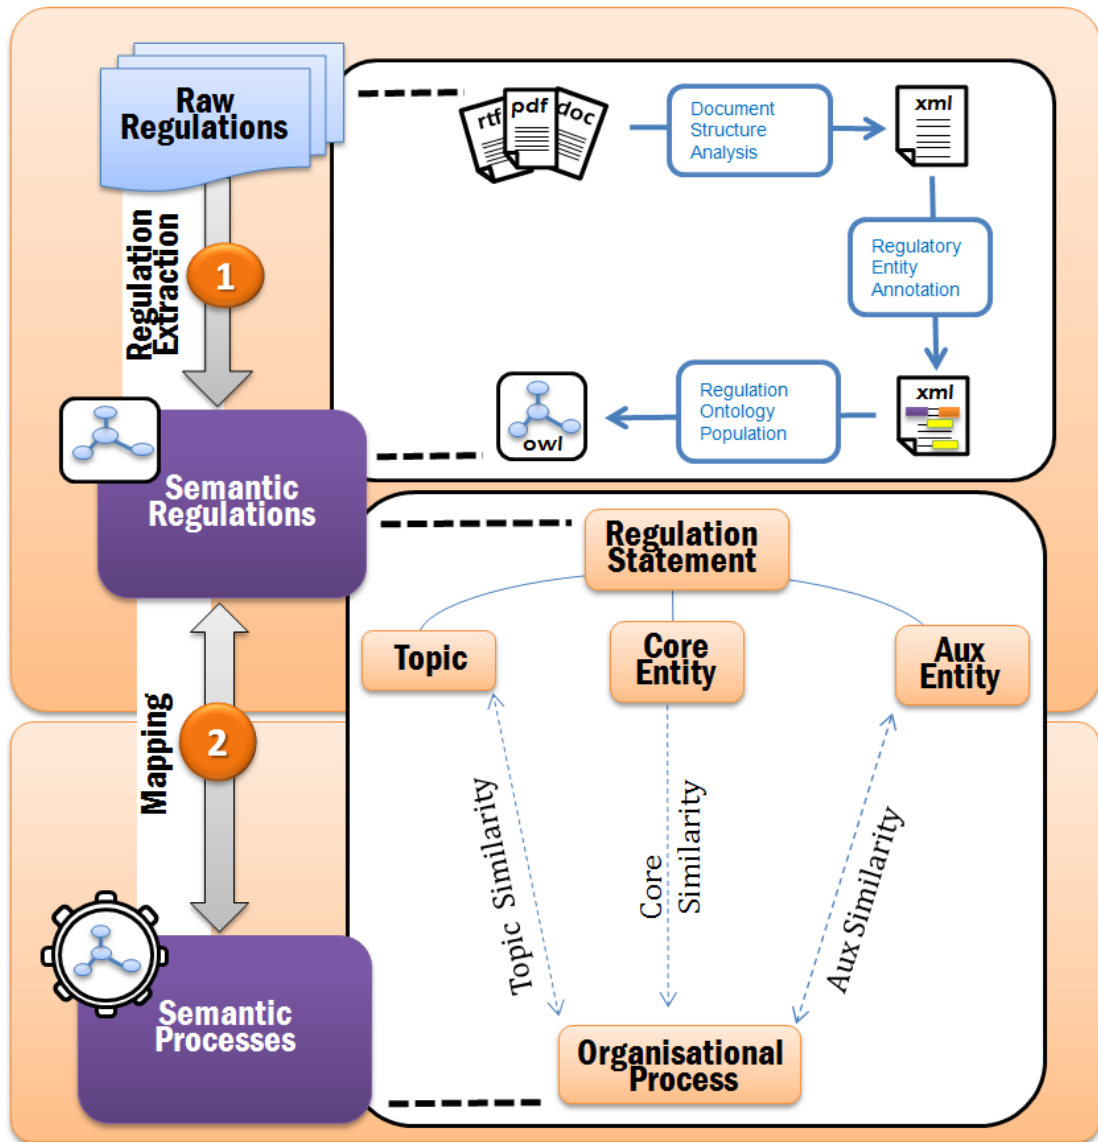 Raw
Regulations
rtf
pdf
doc
Document
Structure
Analysis
xml
Regulation
Extraction
1
Regulatory
Entity
Annotation
owl
Regulation
Ontology
Population
xml
Semantic
Regulations
Regulation
Statement
Topic
Core
Entity
Aux
Entity
Mapping
2
Topic Similarity
Core
Similarity
Aux Similarity
Semantic
Processes
Organisational
Process